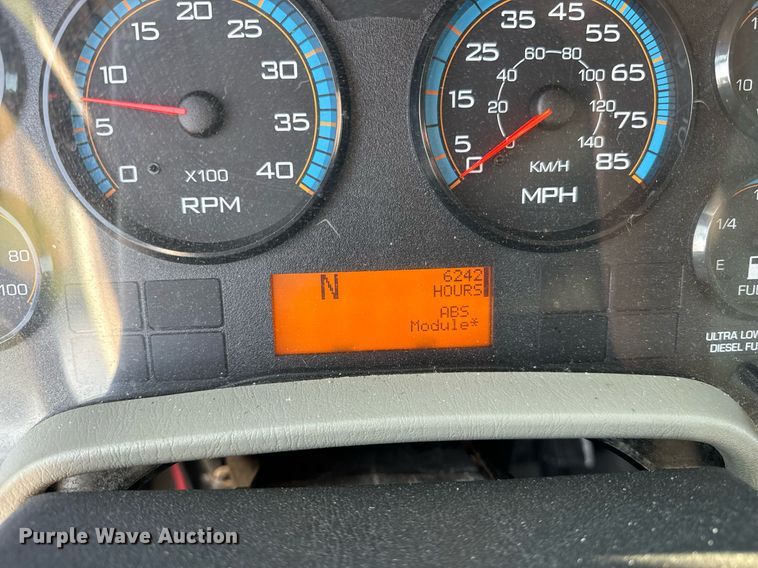 15 20 25
10 30
5 35
0 X100 40
RPM
35 45
25 55
60 80
40 100
15 65
20 120
5 0 140 75
0 KM/H 85
MPH
10
1/4
E
FU
80
100
N 6242
HOURS
ABS
Module*
ULTRA LOW
DIESEL FU
Purple Wave Auction